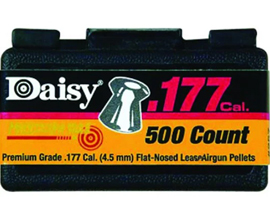 Daisy® .177 Cal.
500 Count
Premium Grade .177 Cal. (4.5 mm) Flat-Nosed Lead Airgun Pellets